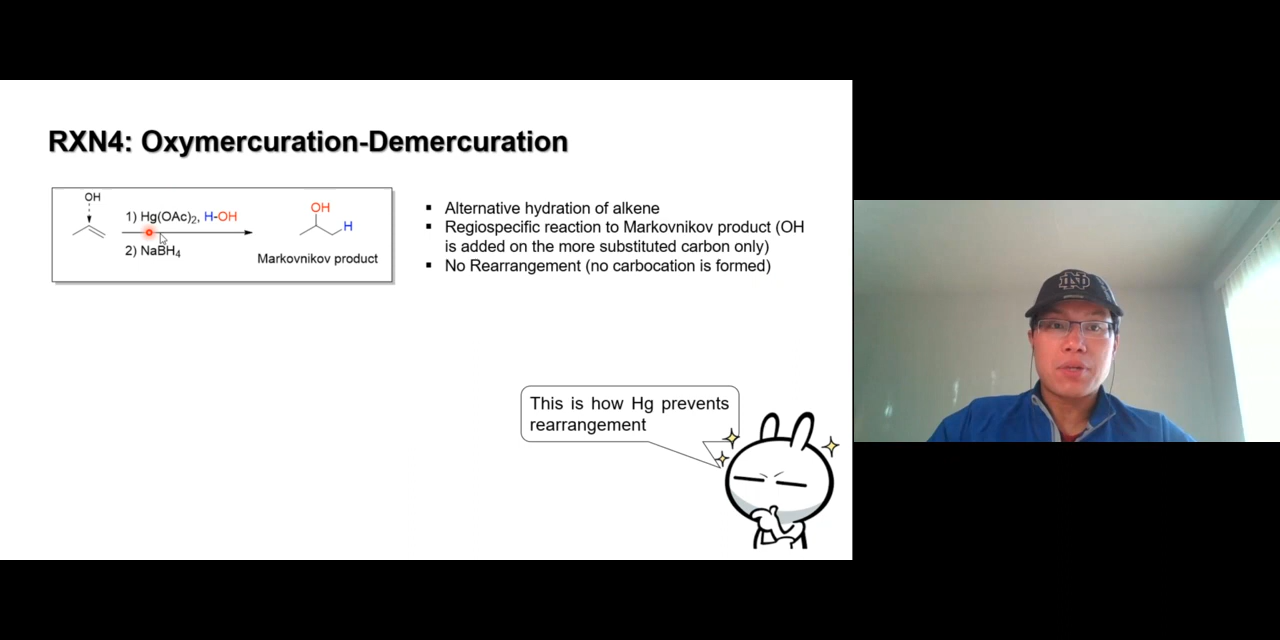 RXN4: Oxymercuration-Demercuration
OH
1) Hg(OAc)₂, H-OH
2) NaBH₄
OH
H
Markovnikov product
▪ Alternative hydration of alkene
▪ Regiospecific reaction to Markovnikov product (OH
is added on the more substituted carbon only)
▪ No Rearrangement (no carbocation is formed)
This is how Hg prevents
rearrangement
ND